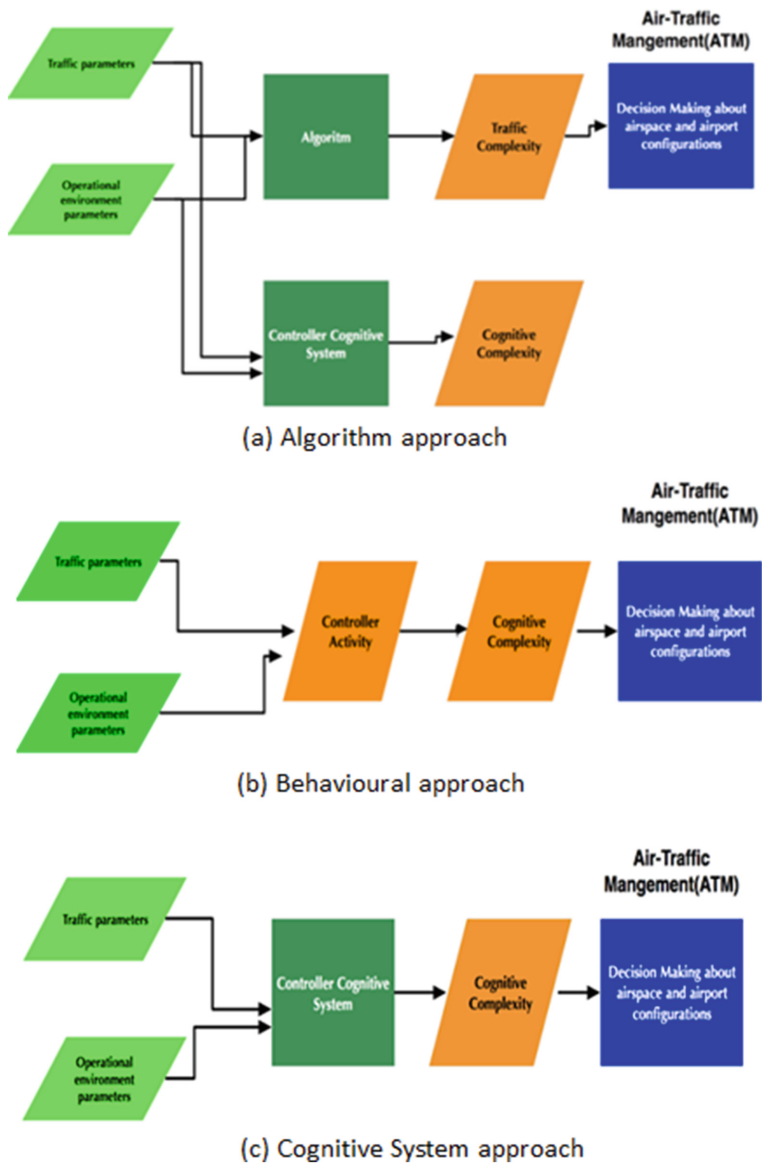 Air-Traffic
Mangement(ATM)
Traffic parameters
Algoritm
Traffic
Complexity
Decision Making about
airspace and airport
configurations
Operational
environment
parameters
Controller Cognitive
System
Cognitive
Complexity
(a) Algorithm approach
Air-Traffic
Mangement(ATM)
Traffic parameters
Controller
Activity
Cognitive
Complexity
Decision Making about
airspace and airport
configurations
Operational
environment
parameters
(b) Behavioural approach
Air-Traffic
Mangement(ATM)
Traffic parameters
Controller Cognitive
System
Cognitive
Complexity
Decision Making about
airspace and airport
configurations
Operational
environment
parameters
(c) Cognitive System approach